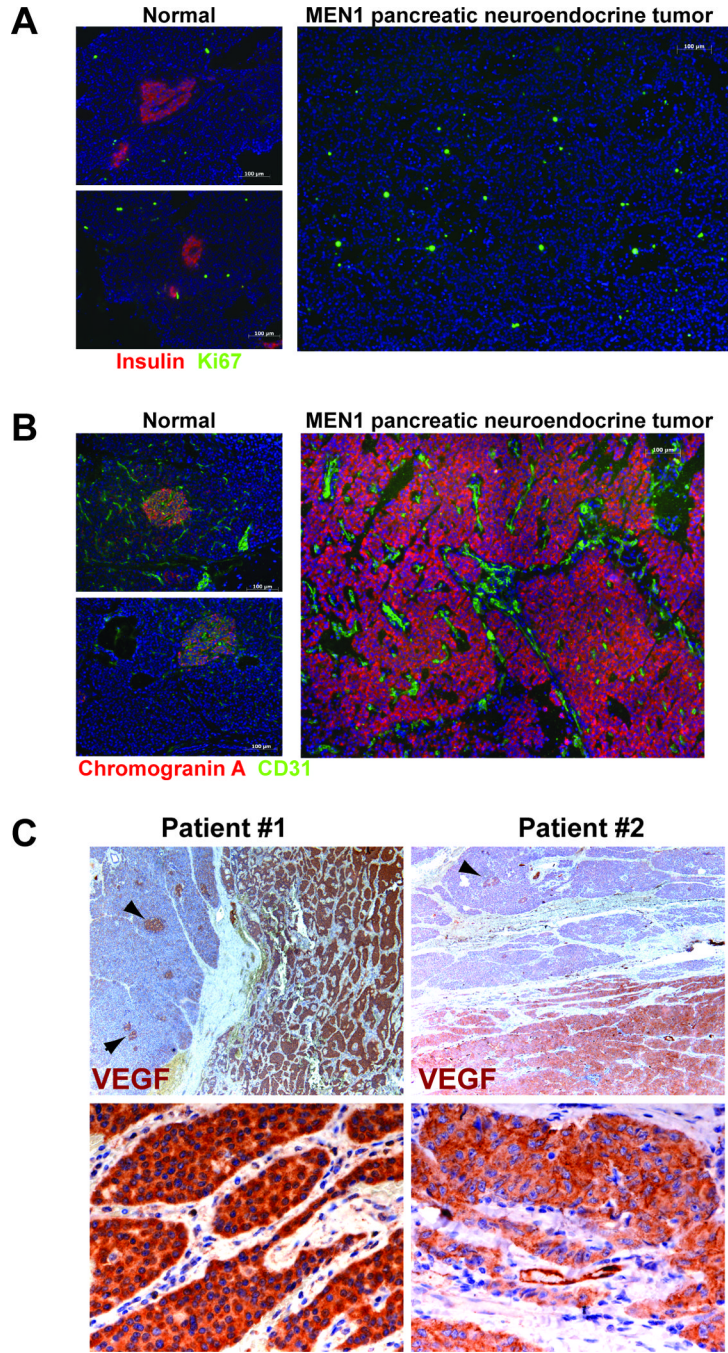 A
Normal
MEN1 pancreatic neuroendocrine tumor
100 µm
100 µm
100 µm
Insulin Ki67
B
Normal
MEN1 pancreatic neuroendocrine tumor
100 µm
100 µm
100 µm
Chromogranin A CD31
C
Patient #1
Patient #2
VEGF
VEGF